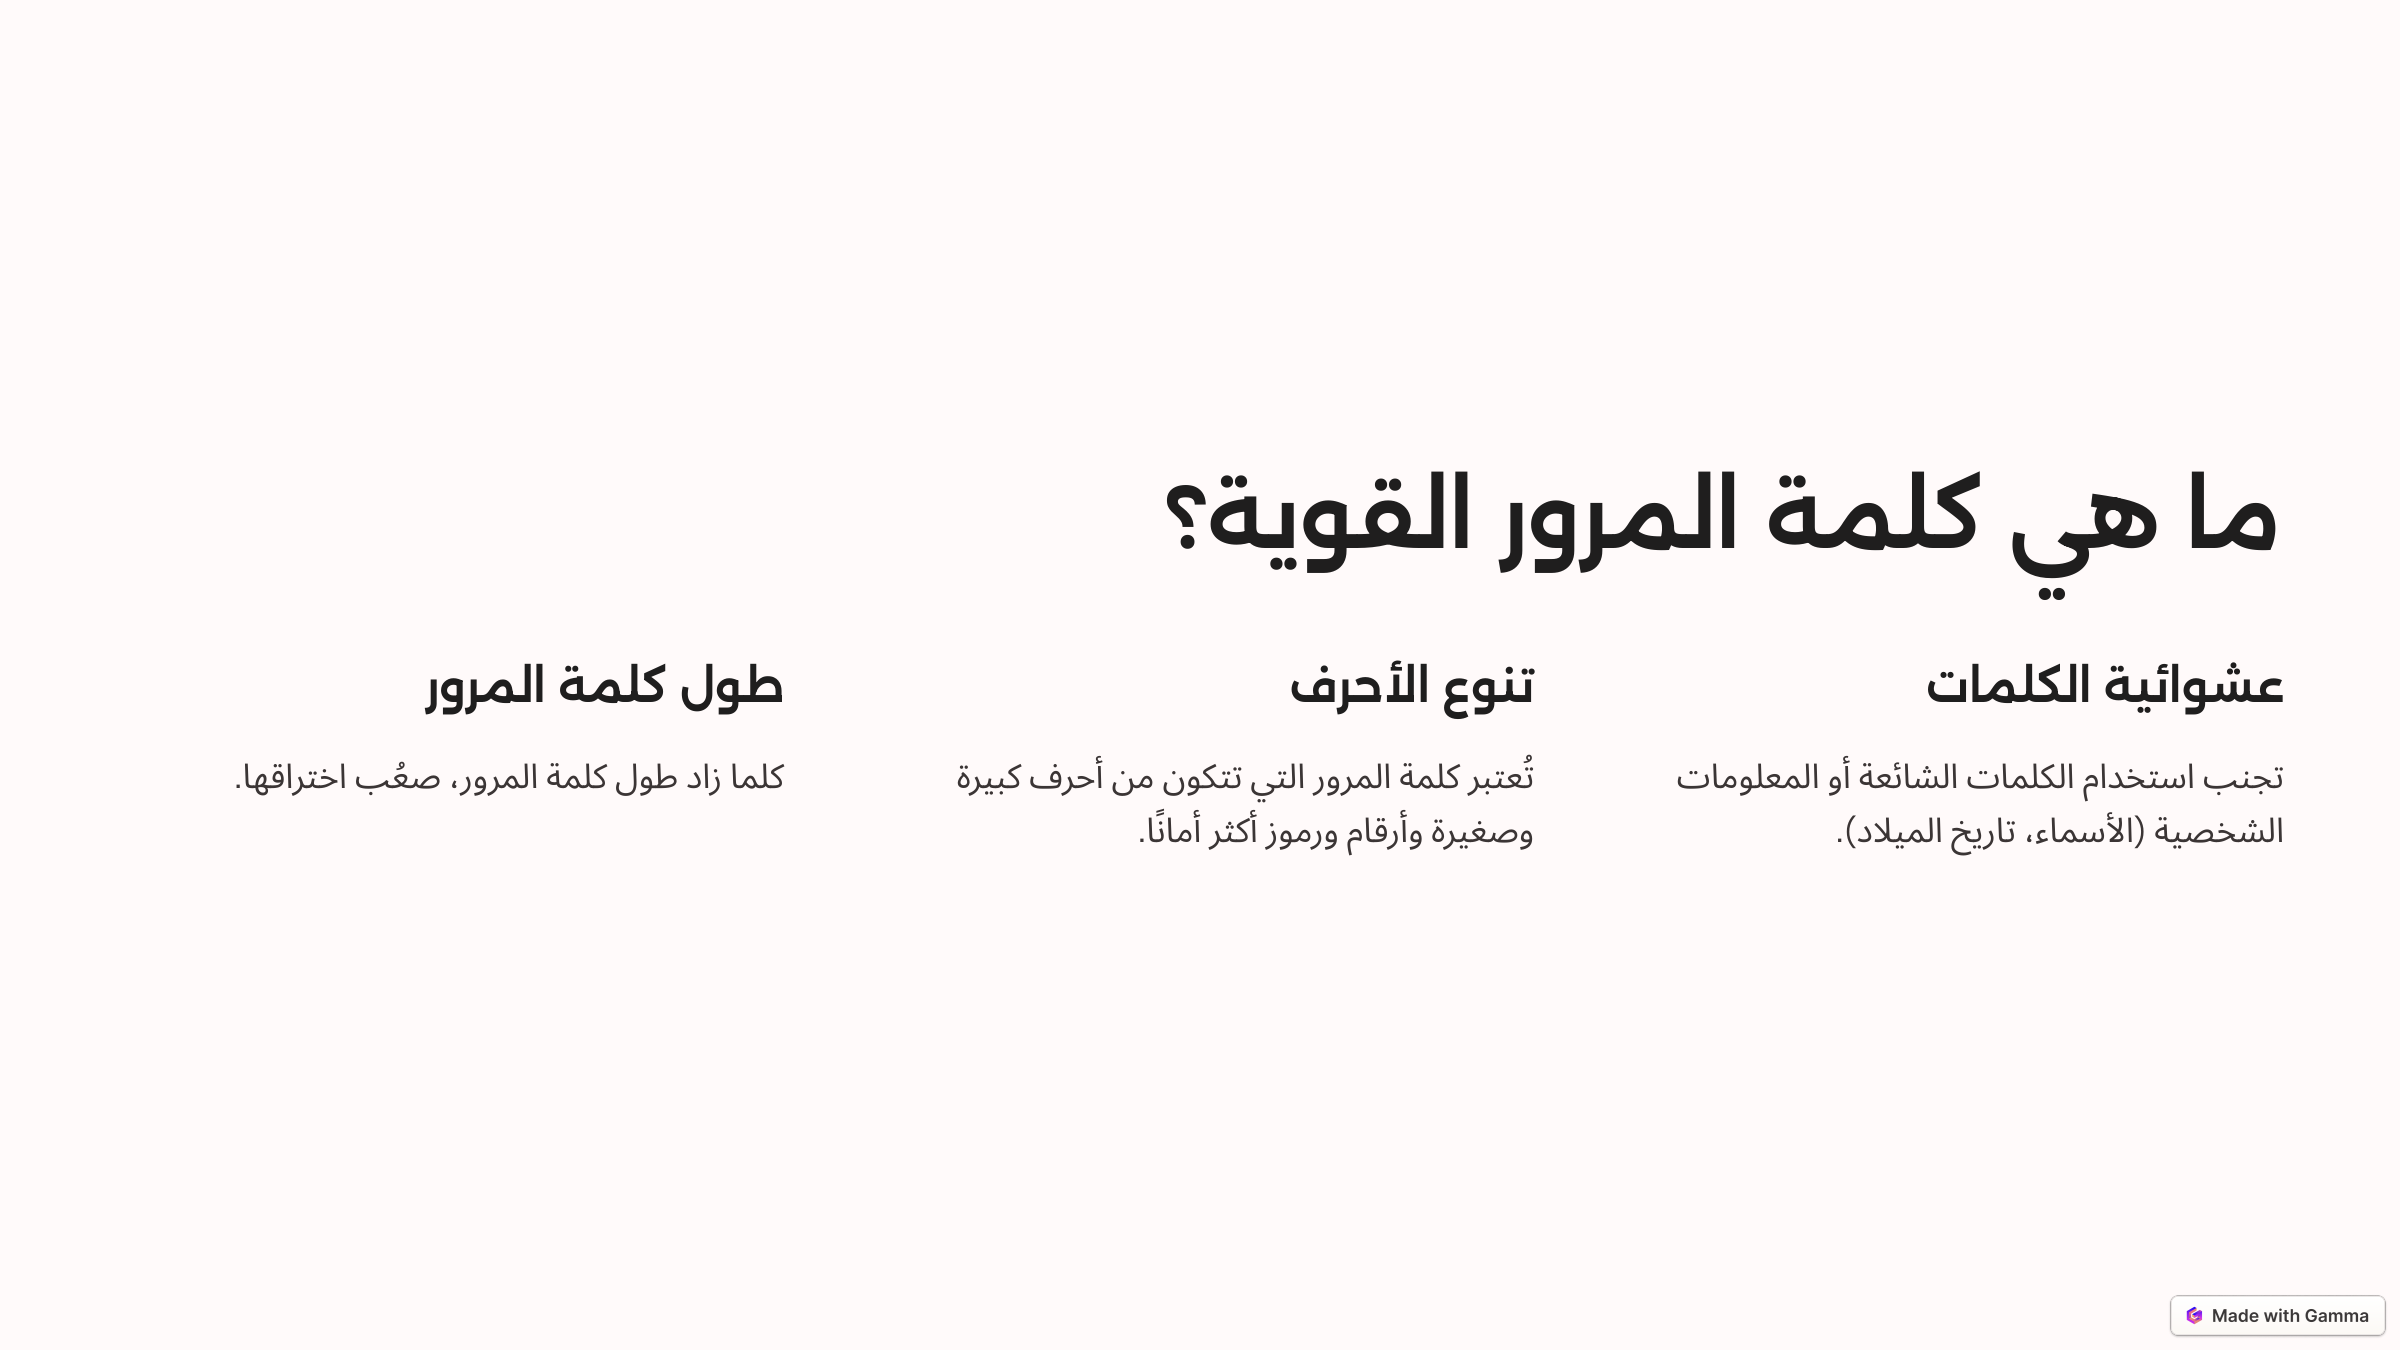 ما هي كلمة المرور القوية؟
عشوائية الكلمات
تجنب استخدام الكلمات الشائعة أو المعلومات
الشخصية (الأسماء، تاريخ الميلاد).
تنوع الأحرف
تُعتبر كلمة المرور التي تتكون من أحرف كبيرة
وصغيرة وأرقام ورموز أكثر أمانًا.
طول كلمة المرور
كلما زاد طول كلمة المرور، صعُب اختراقها.
Made with Gamma